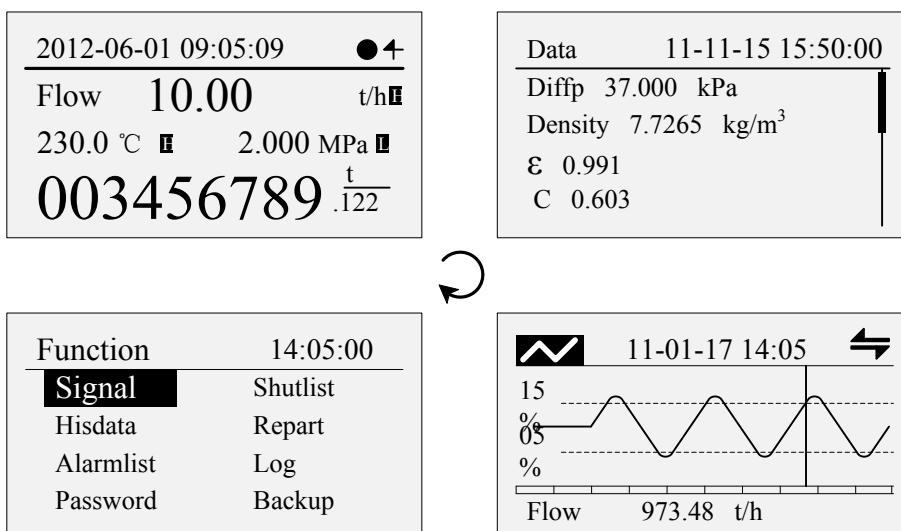 2012-06-01 09:05:09
Flow 10.00 t/h H
230.0 ℃ H 2.000 MPa L
003456789 t
.122
Data 11-11-15 15:50:00
Diffp 37.000 kPa
Density 7.7265 kg/m³
ε 0.991
C 0.603
Function 14:05:00
Signal Shutlist
Hisdata Repart
Alarmlist Log
Password Backup
11-01-17 14:05
15
%
05
%
Flow 973.48 t/h